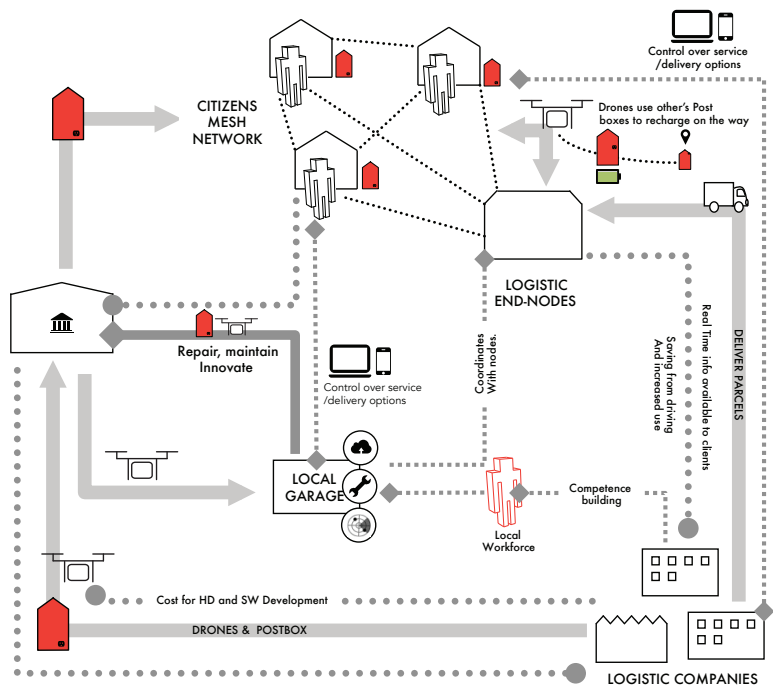 Control over service
/delivery options
CITIZENS
MESH
NETWORK
Drones use other's Post
boxes to recharge on the way
LOGISTIC
END-NODES
Repair, maintain
Innovate
Control over service
/delivery options
Coordinates
With nodes.
Saving from driving
And increased use
Real Time info available to clients
DELIVER PARCELS
LOCAL
GARAGE
Competence
building
Local
Workforce
Cost for HD and SW Development
DRONES & POSTBOX
LOGISTIC COMPANIES